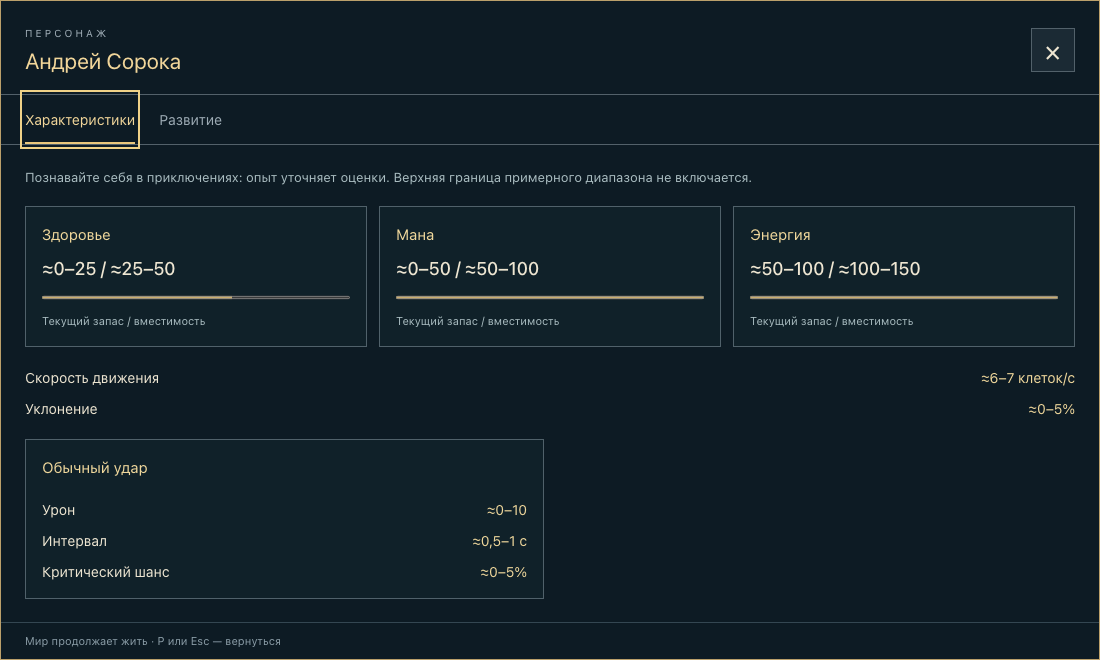 ПЕРСОНАЖ
Андрей Сорока
×
Характеристики Развитие
Познавайте себя в приключениях: опыт уточняет оценки. Верхняя граница примерного диапазона не включается.
Здоровье
≈0–25 / ≈25–50
Текущий запас / вместимость
Мана
≈0–50 / ≈50–100
Текущий запас / вместимость
Энергия
≈50–100 / ≈100–150
Текущий запас / вместимость
Скорость движения ≈6–7 клеток/с
Уклонение ≈0–5%
Обычный удар
Урон ≈0–10
Интервал ≈0,5–1 с
Критический шанс ≈0–5%
Мир продолжает жить · P или Esc — вернуться